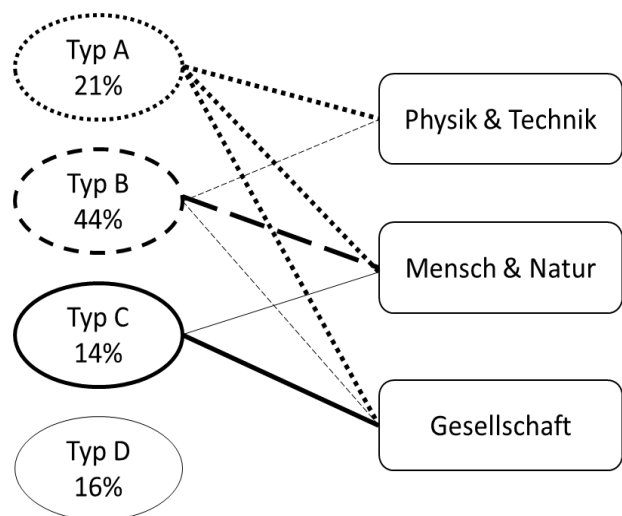 Typ A
21%
Typ B
44%
Typ C
14%
Typ D
16%
Physik & Technik
Mensch & Natur
Gesellschaft